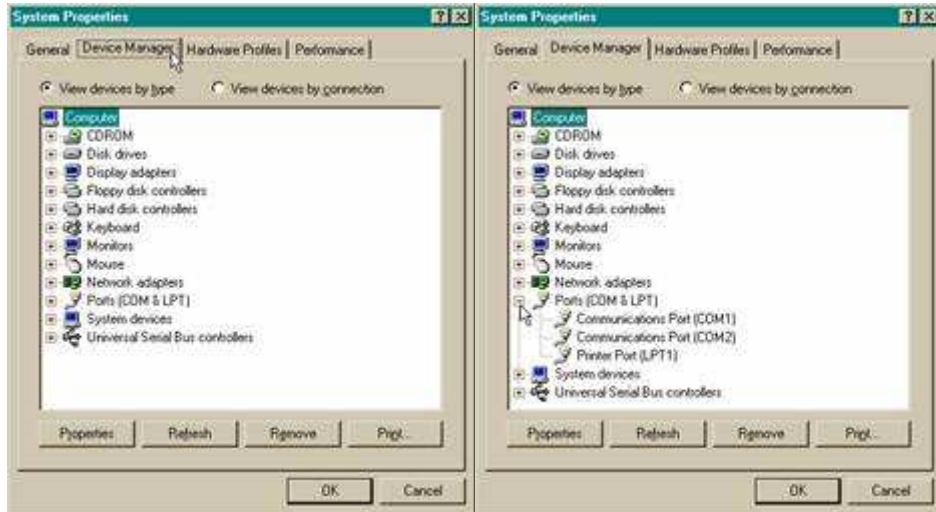 System Properties
General Device Manager Hardware Profiles Performance
View devices by type View devices by connection
Computer
CDROM
Disk drives
Display adapters
Floppy disk controllers
Hard disk controllers
Keyboard
Monitors
Mouse
Network adapters
Ports (COM & LPT)
System devices
Universal Serial Bus controllers
Properties Refresh Remove Print...
OK Cancel
System Properties
General Device Manager Hardware Profiles Performance
View devices by type View devices by connection
Computer
CDROM
Disk drives
Display adapters
Floppy disk controllers
Hard disk controllers
Keyboard
Monitors
Mouse
Network adapters
Ports (COM & LPT)
Communications Port (COM1)
Communications Port (COM2)
Printer Port (LPT1)
System devices
Universal Serial Bus controllers
Properties Refresh Remove Print...
OK Cancel